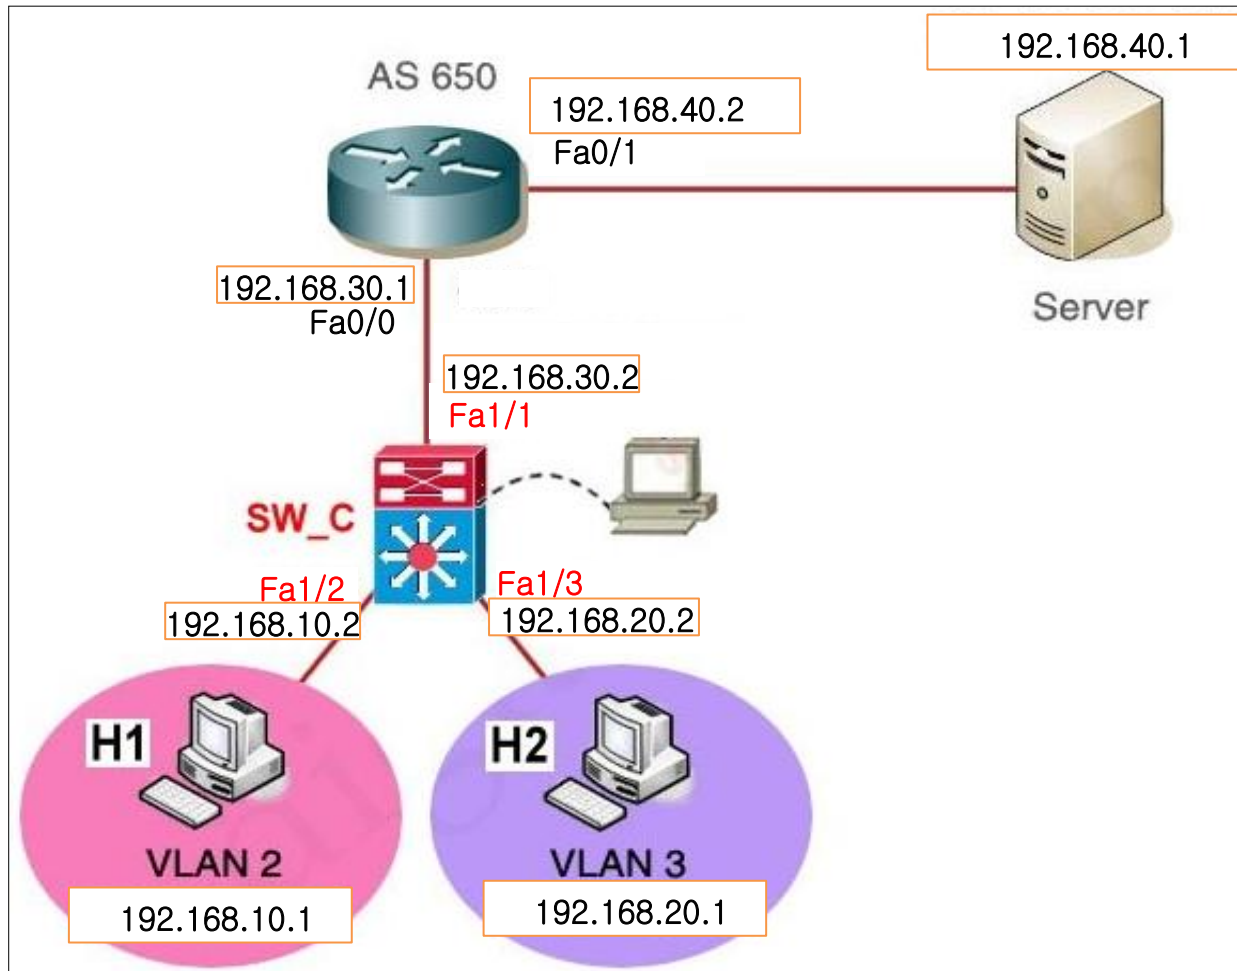 192.168.40.1
AS 650
192.168.40.2
Fa0/1
192.168.30.1
Fa0/0
Server
192.168.30.2
Fa1/1
SW_C
Fa1/2
Fa1/3
192.168.10.2
192.168.20.2
H1
H2
VLAN 2
VLAN 3
192.168.10.1
192.168.20.1